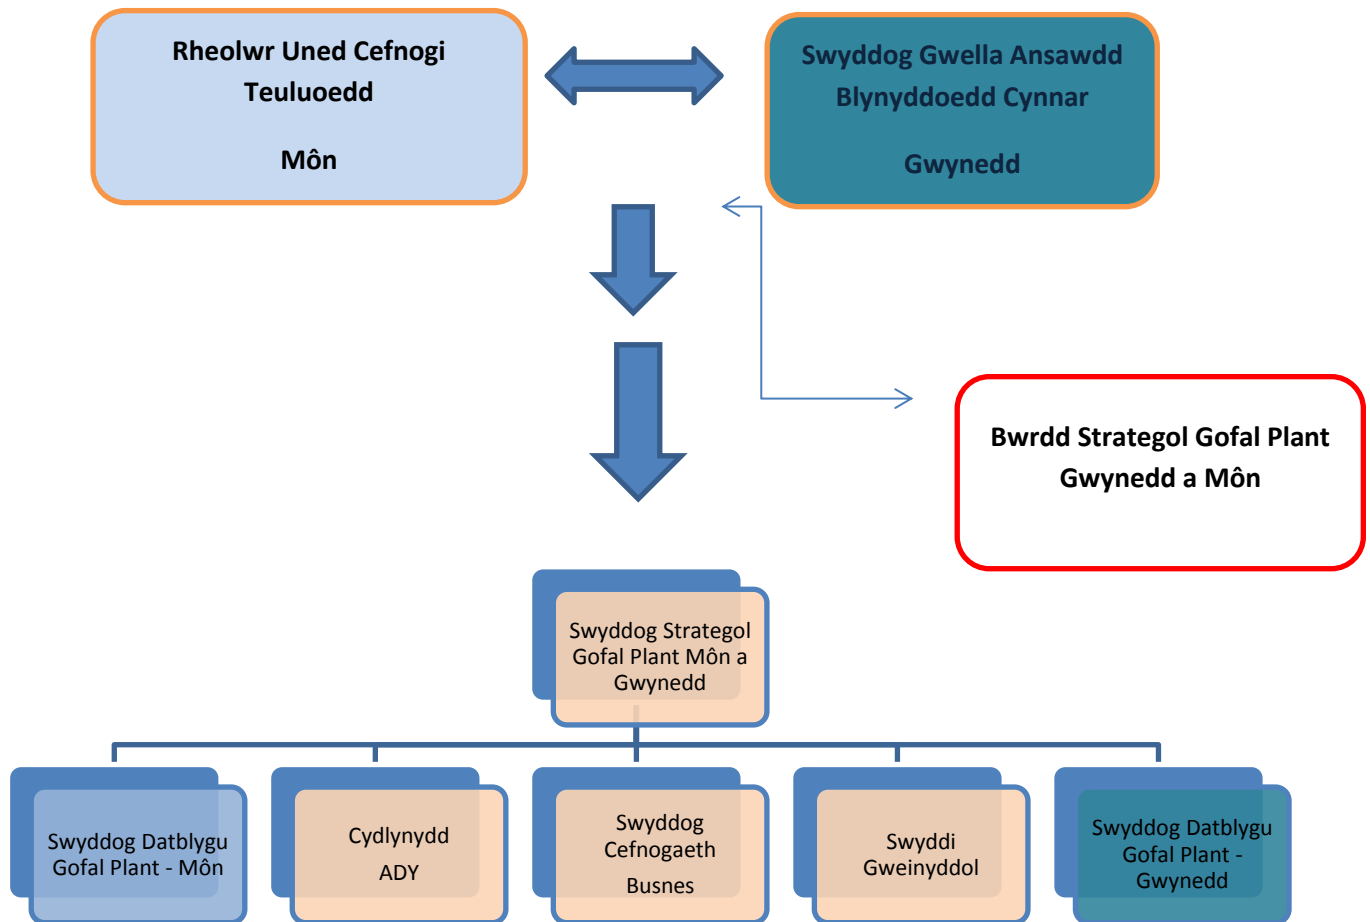 Rheolwr Uned Cefnogi
Teuluoedd
Môn
Swyddog Gwella Ansawdd
Blynyddoedd Cynnar
Gwynedd
Bwrdd Strategol Gofal Plant
Gwynedd a Môn
Swyddog Strategol
Gofal Plant Môn a
Gwynedd
Swyddog Datblygu
Gofal Plant - Môn
Cydlynydd
ADY
Swyddog
Cefnogaeth
Busnes
Swyddi
Gweinyddol
Swyddog Datblygu
Gofal Plant -
Gwynedd